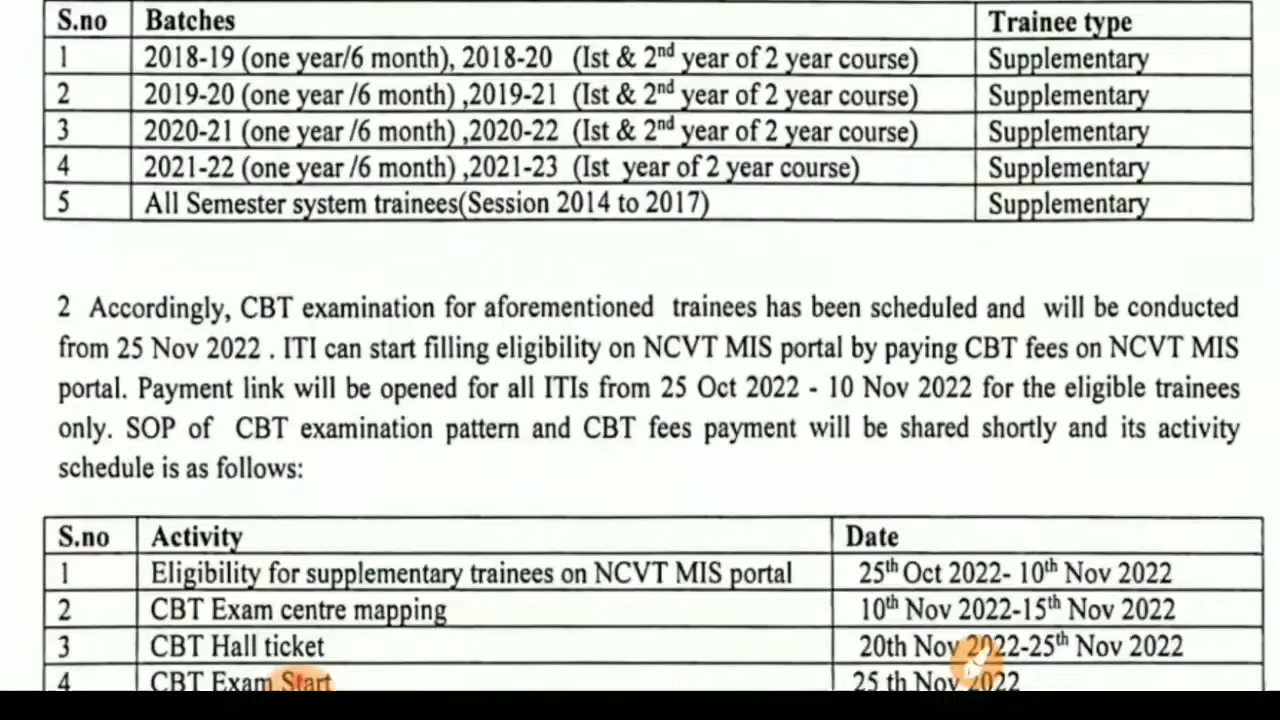 S.no Batches Trainee type
1 2018-19 (one year/6 month), 2018-20 (Ist & 2nd year of 2 year course) Supplementary
2 2019-20 (one year /6 month) ,2019-21 (Ist & 2nd year of 2 year course) Supplementary
3 2020-21 (one year /6 month) ,2020-22 (Ist & 2nd year of 2 year course) Supplementary
4 2021-22 (one year /6 month) ,2021-23 (Ist year of 2 year course) Supplementary
5 All Semester system trainees(Session 2014 to 2017) Supplementary
2 Accordingly, CBT examination for aforementioned trainees has been scheduled and will be conducted
from 25 Nov 2022 . ITI can start filling eligibility on NCVT MIS portal by paying CBT fees on NCVT MIS
portal. Payment link will be opened for all ITIs from 25 Oct 2022 - 10 Nov 2022 for the eligible trainees
only. SOP of CBT examination pattern and CBT fees payment will be shared shortly and its activity
schedule is as follows:
S.no Activity Date
1 Eligibility for supplementary trainees on NCVT MIS portal 25th Oct 2022- 10th Nov 2022
2 CBT Exam centre mapping 10th Nov 2022-15th Nov 2022
3 CBT Hall ticket 20th Nov 2022-25th Nov 2022
4 CBT Exam Start 25 th Nov 2022